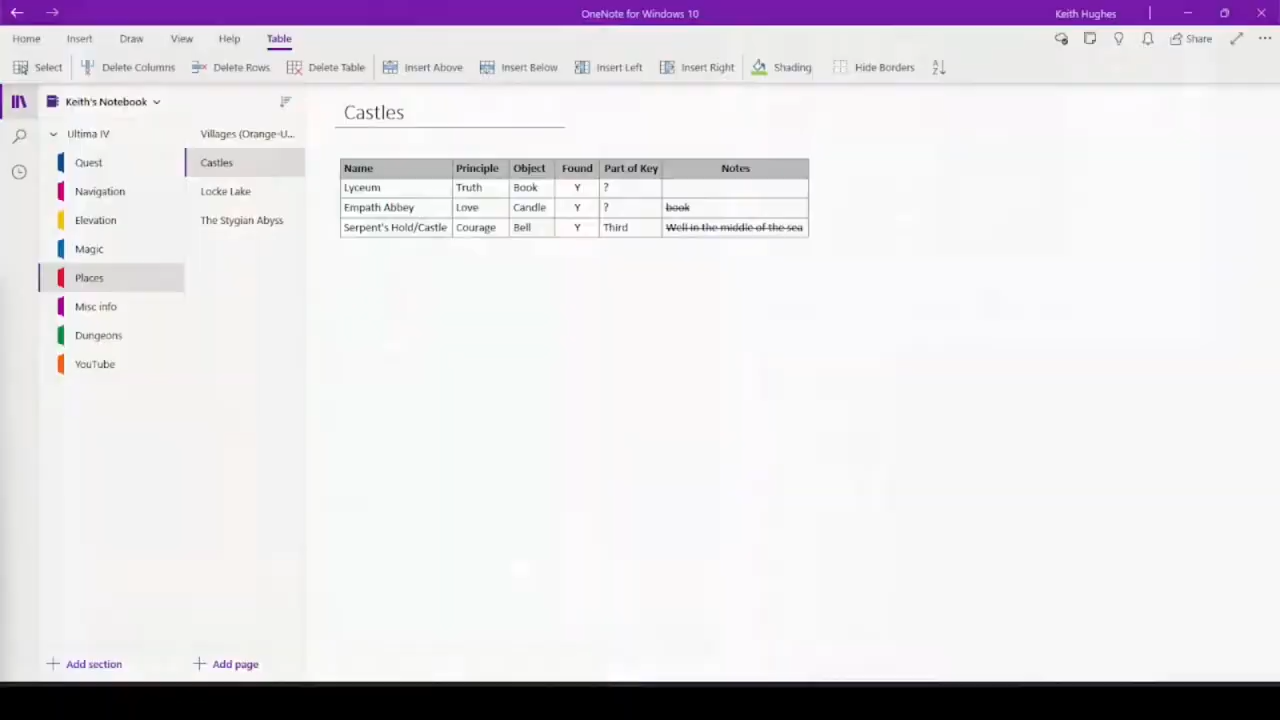 OneNote for Windows 10
Keith Hughes
Home Insert Draw View Help Table
Share
Select Delete Columns Delete Rows Delete Table Insert Above Insert Below Insert Left Insert Right Shading Hide Borders
Keith's Notebook
Ultima IV
Quest
Navigation
Elevation
Magic
Places
Misc info
Dungeons
YouTube
Add section
Villages (Orange-U...
Castles
Locke Lake
The Stygian Abyss
Add page
Castles
Name Principle Object Found Part of Key Notes
Lyceum Truth Book Y ?
Empath Abbey Love Candle Y ? book
Serpent's Hold/Castle Courage Bell Y Third Well in the middle of the sea